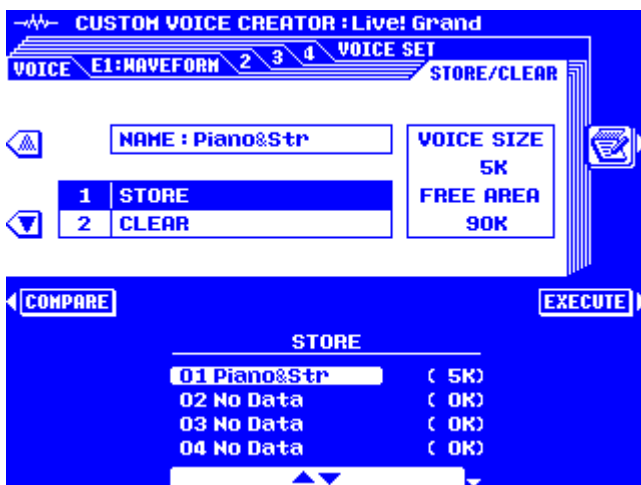 CUSTOM VOICE CREATOR : Live! Grand
VOICE E1:WAVEFORM 2 3 4 VOICE SET
STORE/CLEAR
NAME : Piano&Str
VOICE SIZE
5K
1 STORE
FREE AREA
2 CLEAR
90K
COMPARE
EXECUTE
STORE
01 Piano&Str ( 5K)
02 No Data ( 0K)
03 No Data ( 0K)
04 No Data ( 0K)